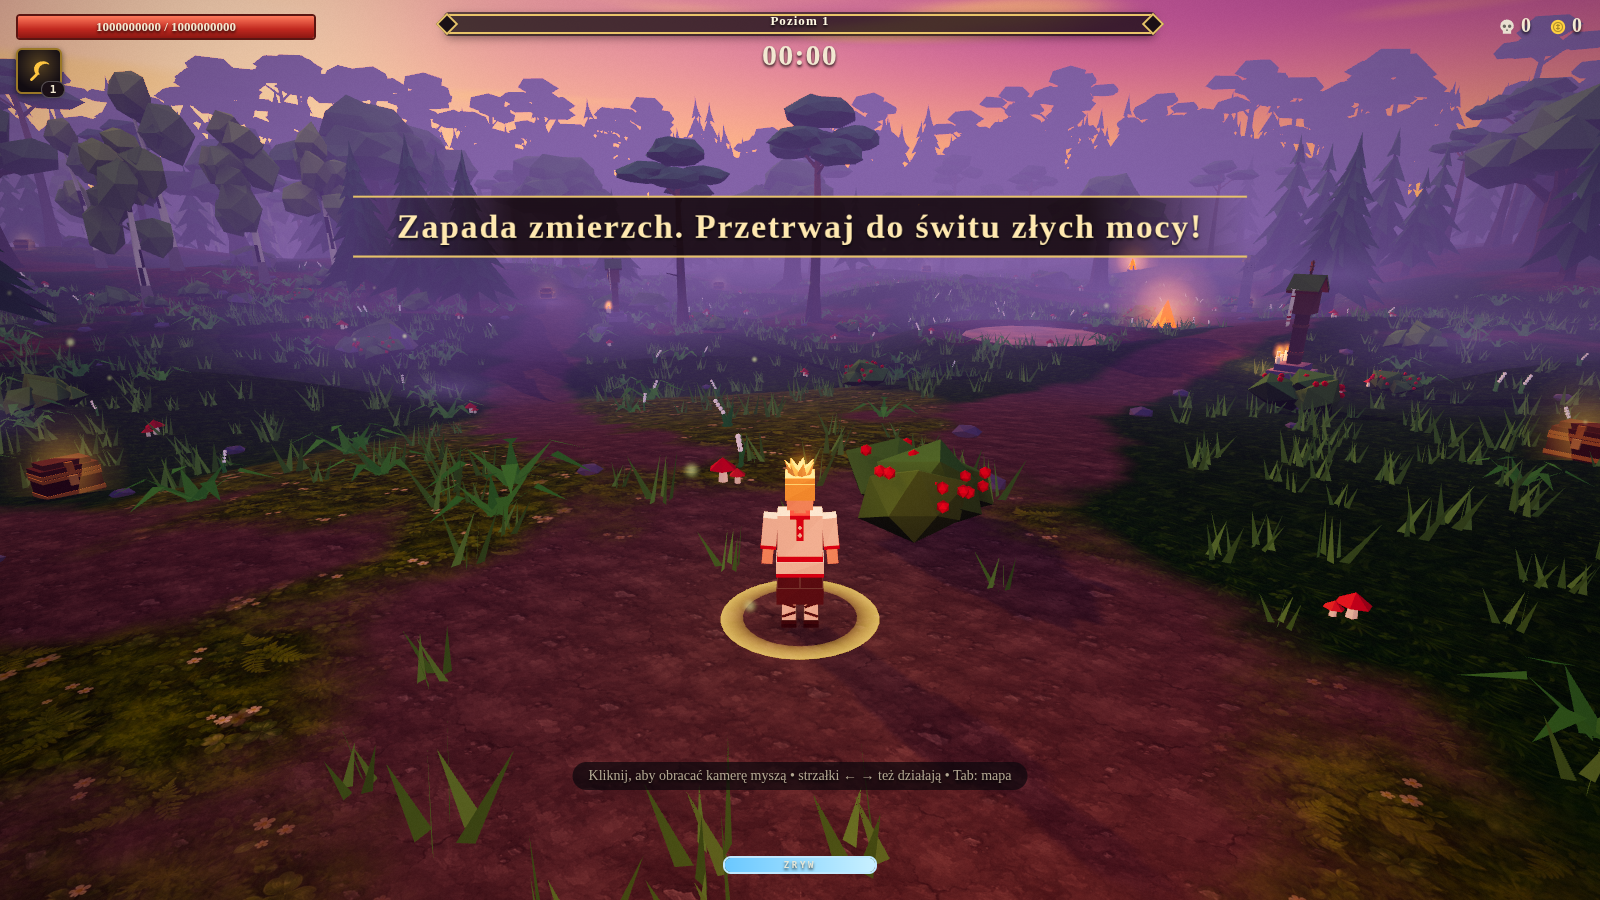 1000000000 / 1000000000
Poziom 1
0
0
00:00
1
Zapada zmierzch. Przetrwaj do świtu złych mocy!
Kliknij, aby obracać kamerę myszą • strzałki ← → też działają • Tab: mapa
ZRYW